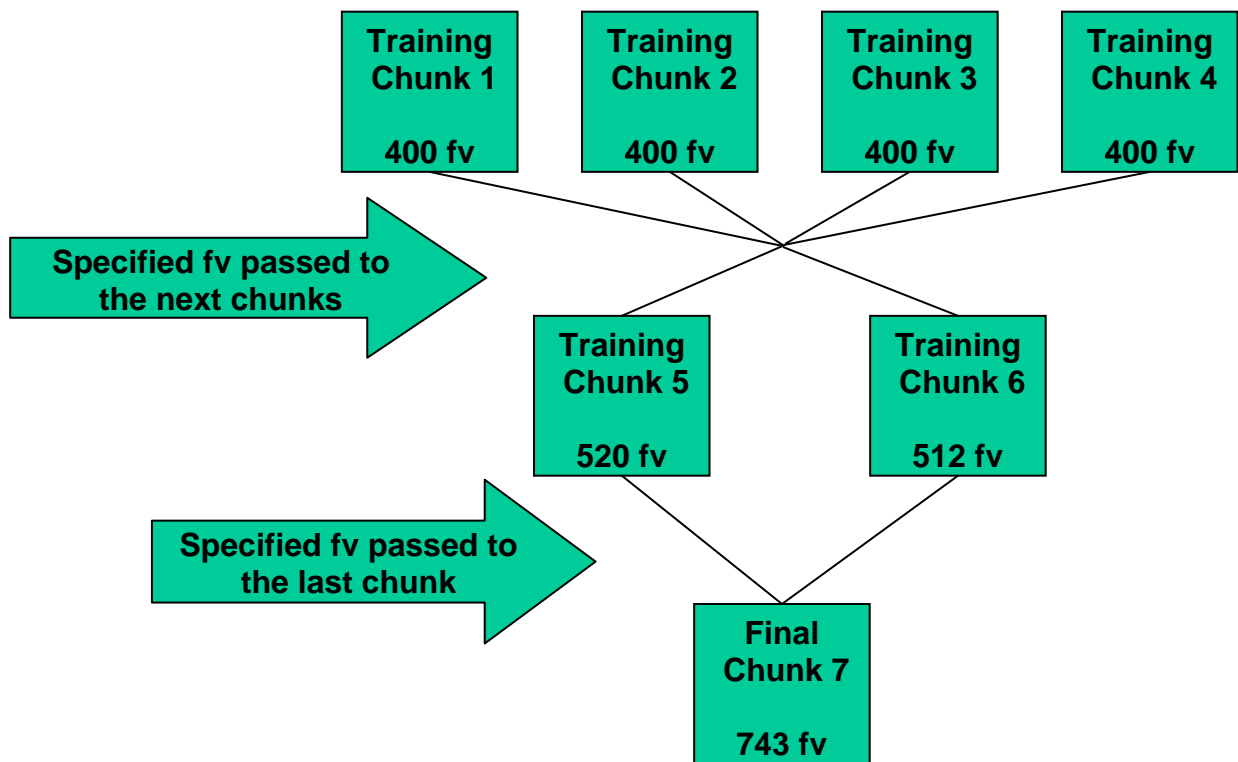 Training
Chunk 1
400 fv
Training
Chunk 2
400 fv
Training
Chunk 3
400 fv
Training
Chunk 4
400 fv
Specified fv passed to
the next chunks
Training
Chunk 5
520 fv
Training
Chunk 6
512 fv
Specified fv passed to
the last chunk
Final
Chunk 7
743 fv